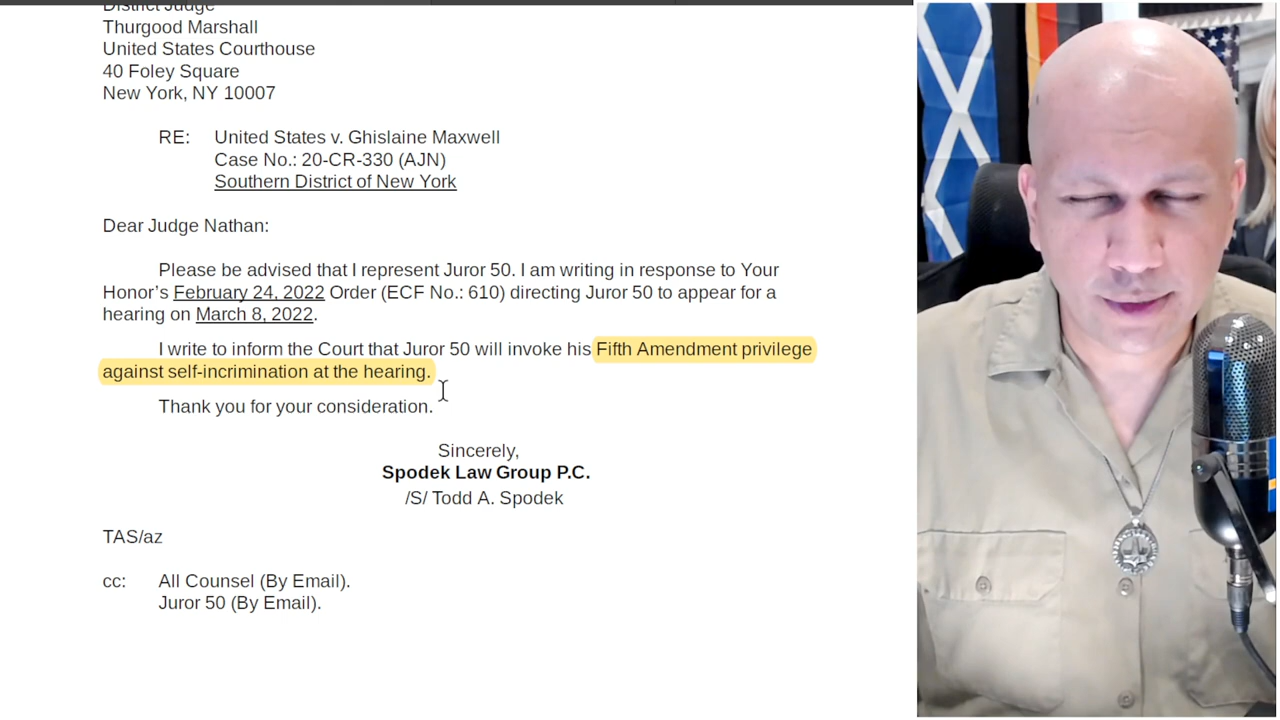 District Judge
Thurgood Marshall
United States Courthouse
40 Foley Square
New York, NY 10007
RE: United States v. Ghislaine Maxwell
Case No.: 20-CR-330 (AJN)
Southern District of New York
Dear Judge Nathan:
Please be advised that I represent Juror 50. I am writing in response to Your
Honor’s February 24, 2022 Order (ECF No.: 610) directing Juror 50 to appear for a
hearing on March 8, 2022.
I write to inform the Court that Juror 50 will invoke his Fifth Amendment privilege
against self-incrimination at the hearing.
Thank you for your consideration.
Sincerely,
Spodek Law Group P.C.
/S/ Todd A. Spodek
TAS/az
cc: All Counsel (By Email).
Juror 50 (By Email).